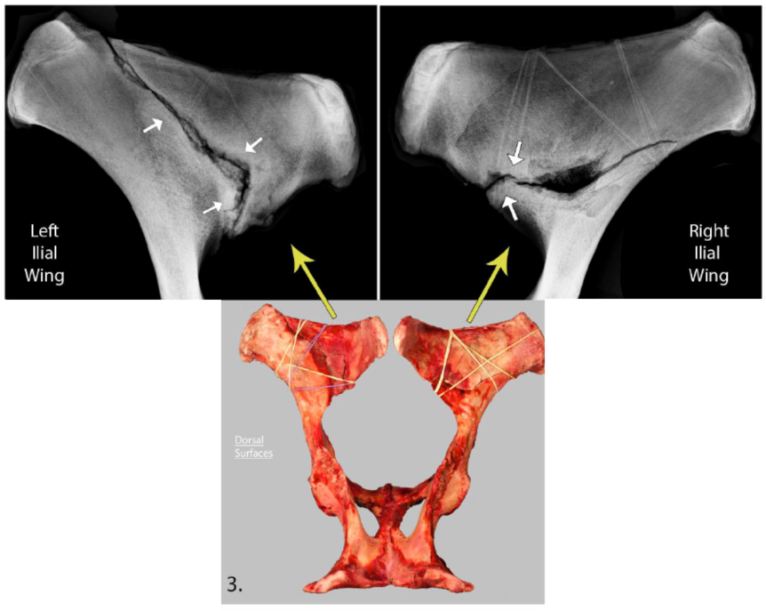 Left
Ilial
Wing
Right
Ilial
Wing
Dorsal
Surfaces
3.